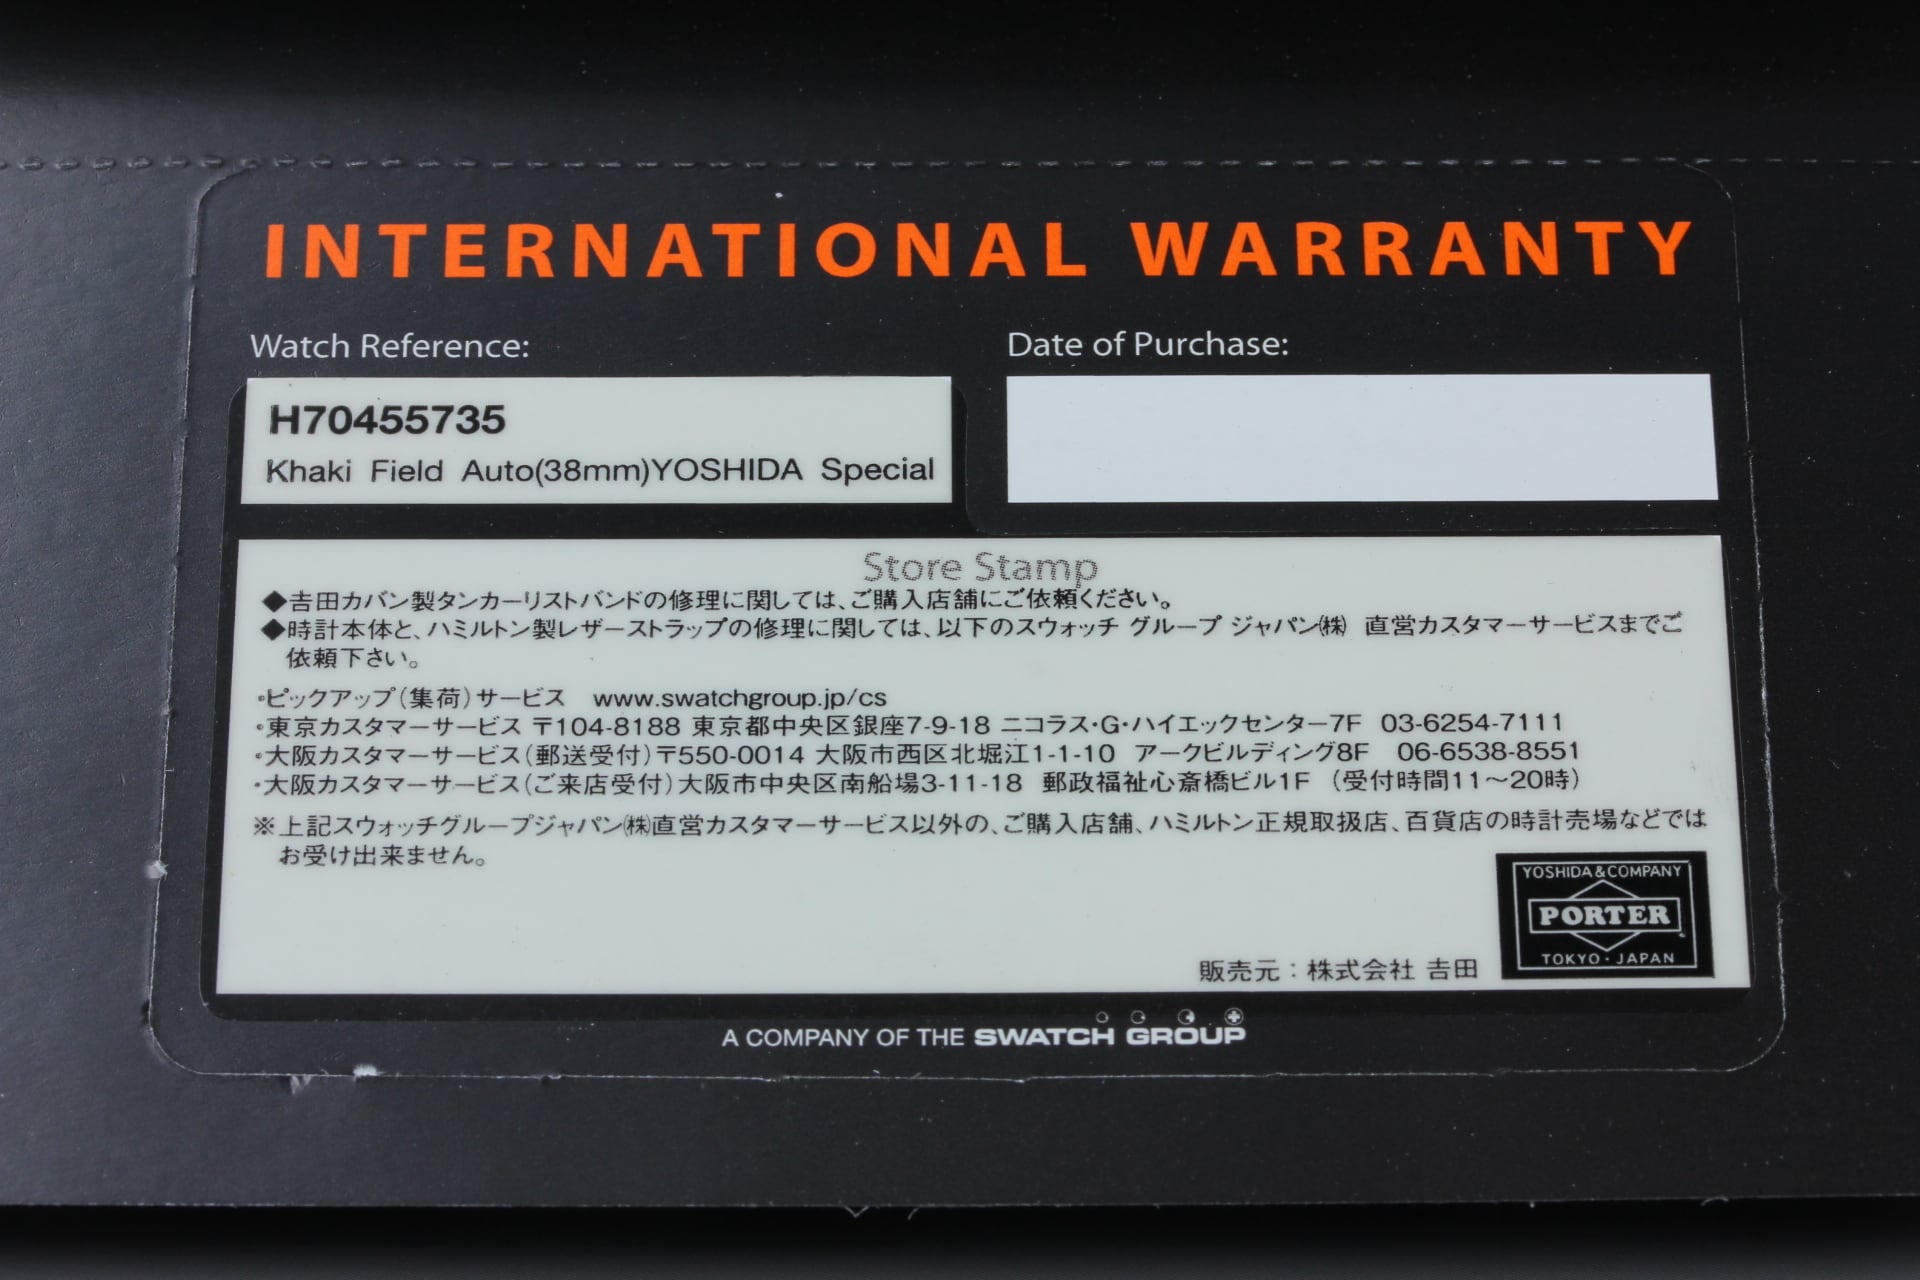 INTERNATIONAL WARRANTY
Watch Reference:
Date of Purchase:
H70455735
Khaki Field Auto(38mm)YOSHIDA Special
Store Stamp
◆𠮷田カバン製タンカーリストバンドの修理に関しては、ご購入店舗にご依頼ください。
◆時計本体と、ハミルトン製レザーストラップの修理に関しては、以下のスウォッチ グループ ジャパン㈱ 直営カスタマーサービスまでご
依頼下さい。
・ピックアップ(集荷)サービス www.swatchgroup.jp/cs
・東京カスタマーサービス 〒104-8188 東京都中央区銀座7-9-18 ニコラス・G・ハイエックセンター7F 03-6254-7111
・大阪カスタマーサービス(郵送受付)〒550-0014 大阪市西区北堀江1-1-10 アークビルディング8F 06-6538-8551
・大阪カスタマーサービス(ご来店受付)大阪市中央区南船場3-11-18 郵政福祉心斎橋ビル1F (受付時間11~20時)
※上記スウォッチグループジャパン㈱直営カスタマーサービス以外の、ご購入店舗、ハミルトン正規取扱店、百貨店の時計売場などでは
お受け出来ません。
販売元:株式会社 𠮷田
YOSHIDA & COMPANY
PORTER
TOKYO・JAPAN
A COMPANY OF THE SWATCH GROUP